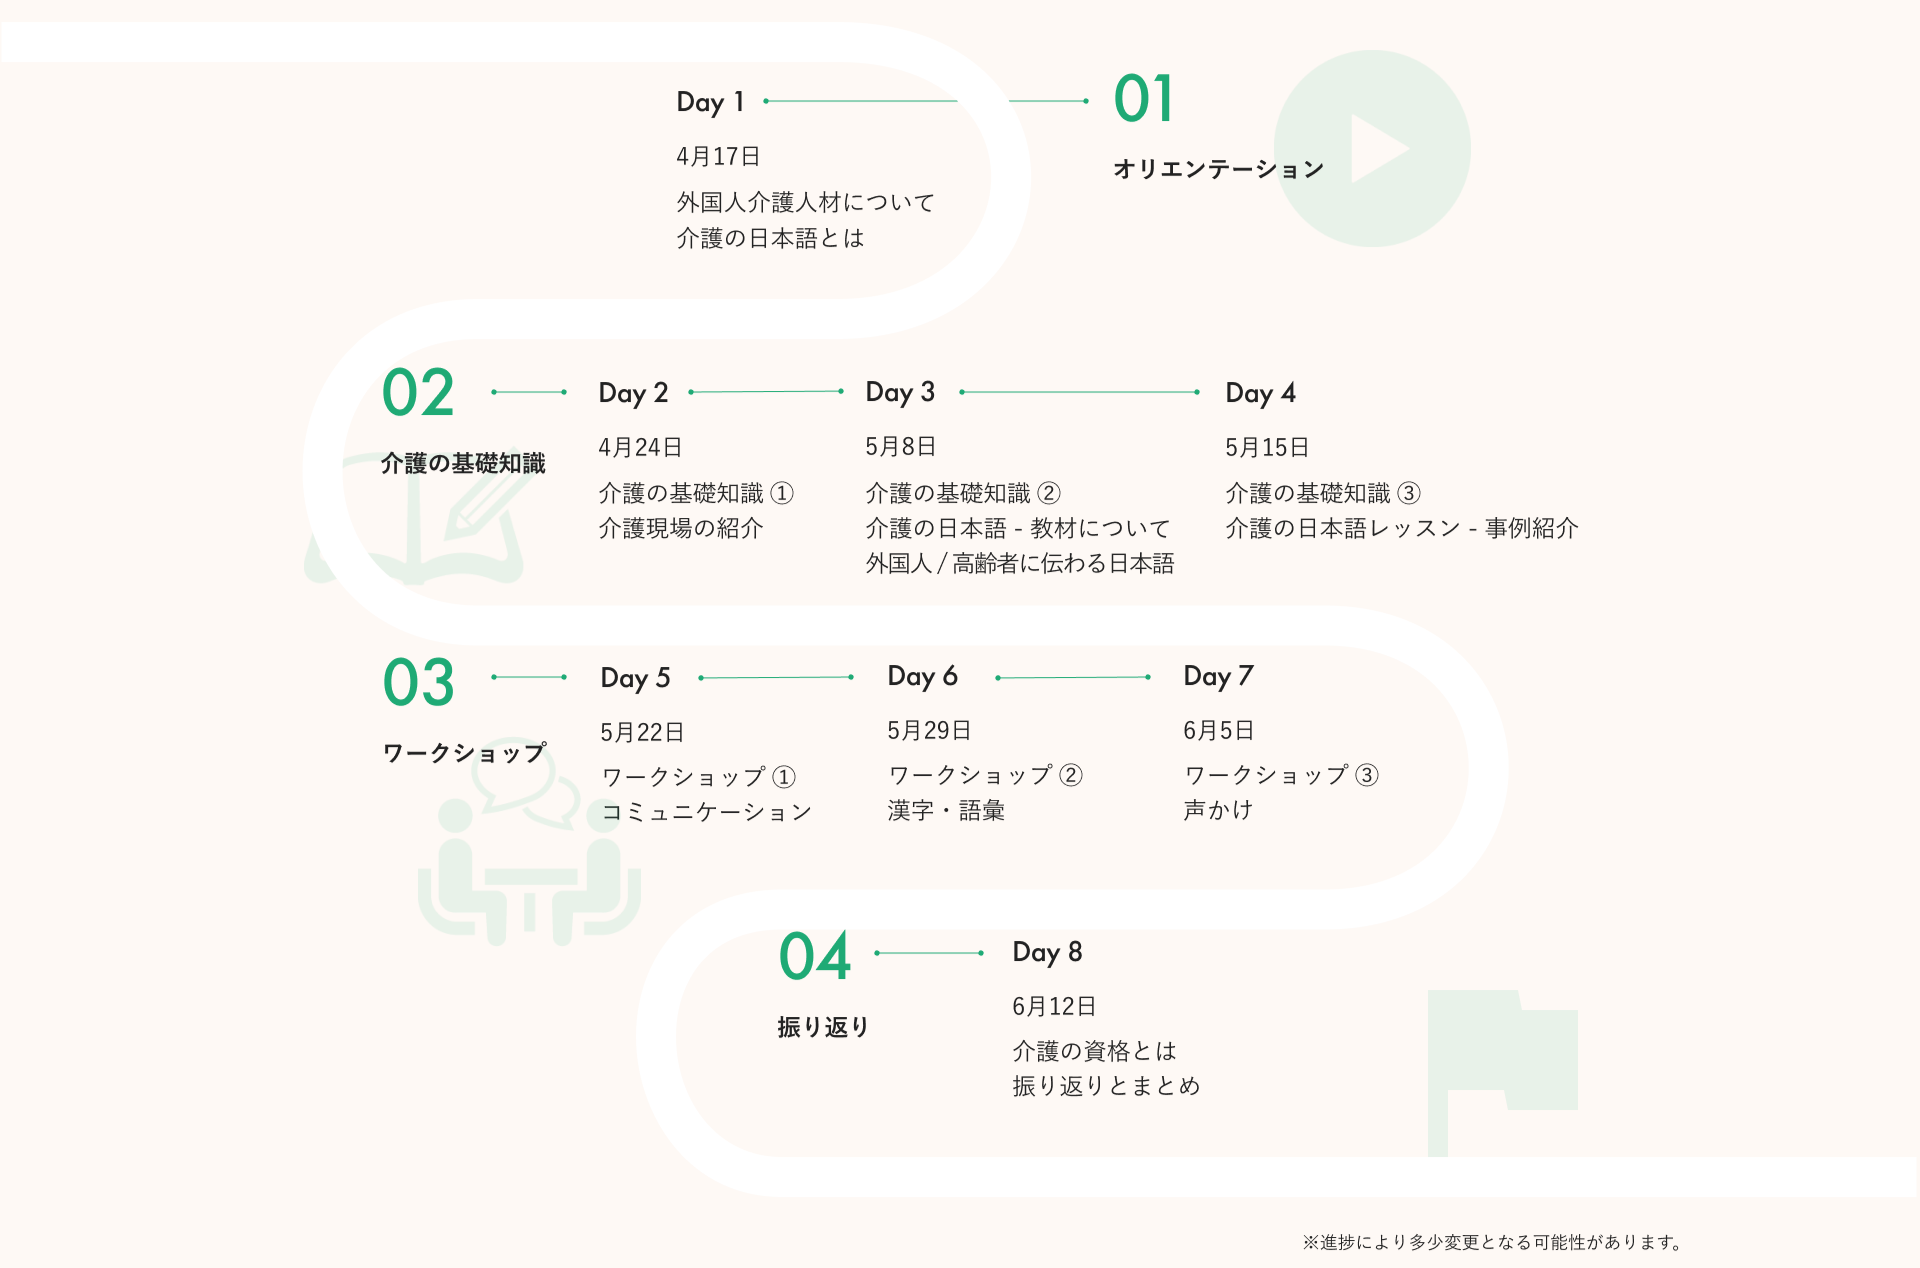 Day 1
4月17日
外国人介護人材について
介護の日本語とは
01
オリエンテーション
02
介護の基礎知識
Day 2
4月24日
介護の基礎知識 ①
介護現場の紹介
Day 3
5月8日
介護の基礎知識 ②
介護の日本語 - 教材について
外国人 / 高齢者に伝わる日本語
Day 4
5月15日
介護の基礎知識 ③
介護の日本語レッスン - 事例紹介
03
ワークショップ
Day 5
5月22日
ワークショップ ①
コミュニケーション
Day 6
5月29日
ワークショップ ②
漢字・語彙
Day 7
6月5日
ワークショップ ③
声かけ
04
振り返り
Day 8
6月12日
介護の資格とは
振り返りとまとめ
※進捗により多少変更となる可能性があります。